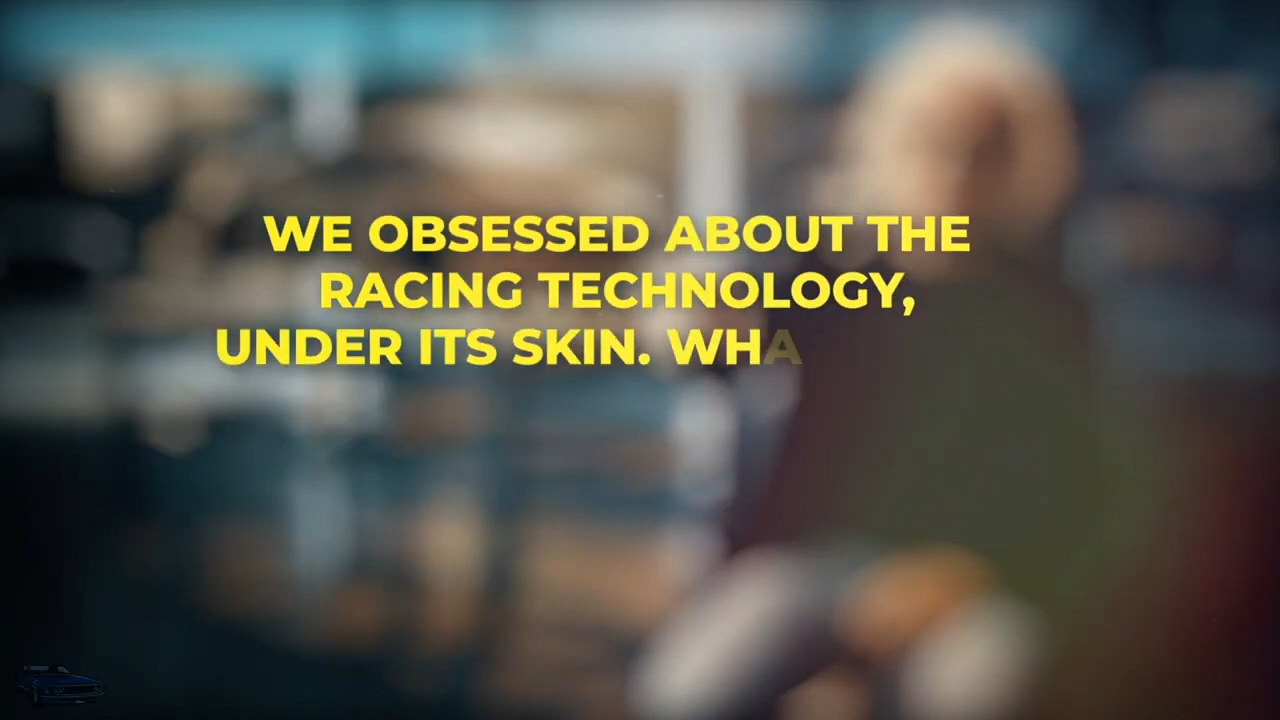 WE OBSESSED ABOUT THE
RACING TECHNOLOGY,
UNDER ITS SKIN. WHA